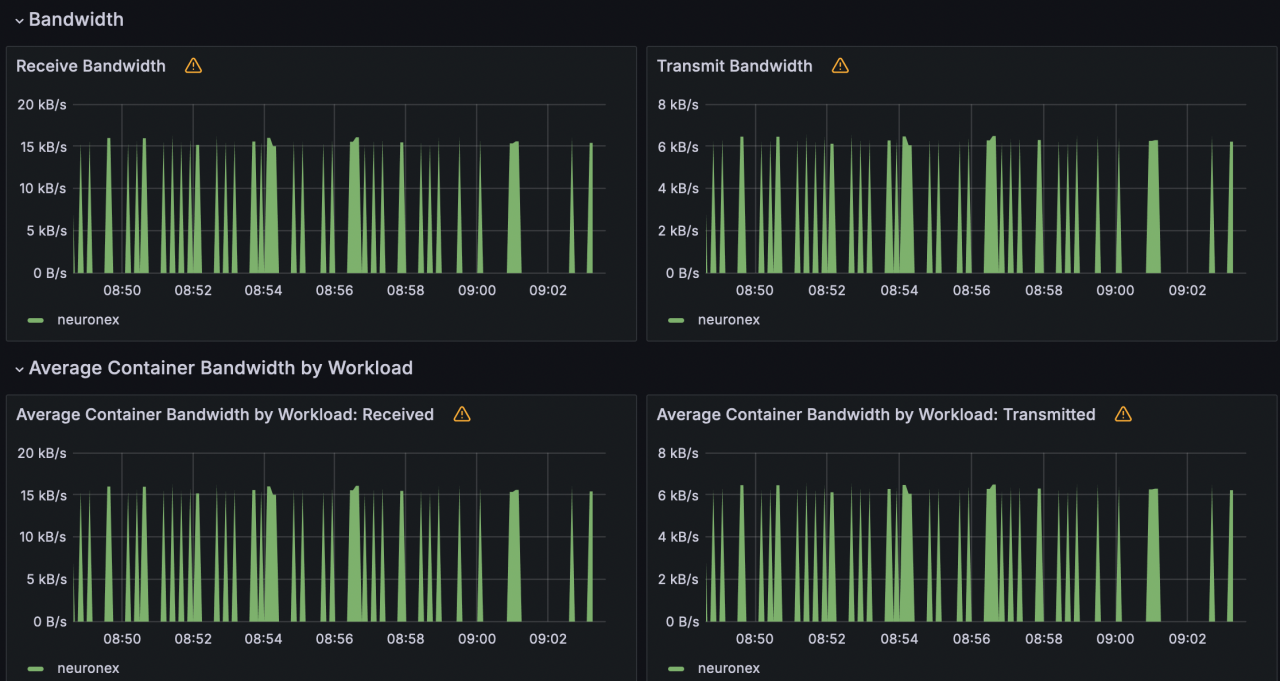 Bandwidth
Receive Bandwidth
20 kB/s
15 kB/s
10 kB/s
5 kB/s
0 B/s
08:50 08:52 08:54 08:56 08:58 09:00 09:02
neuronex
Transmit Bandwidth
8 kB/s
6 kB/s
4 kB/s
2 kB/s
0 B/s
08:50 08:52 08:54 08:56 08:58 09:00 09:02
neuronex
Average Container Bandwidth by Workload
Average Container Bandwidth by Workload: Received
20 kB/s
15 kB/s
10 kB/s
5 kB/s
0 B/s
08:50 08:52 08:54 08:56 08:58 09:00 09:02
neuronex
Average Container Bandwidth by Workload: Transmitted
8 kB/s
6 kB/s
4 kB/s
2 kB/s
0 B/s
08:50 08:52 08:54 08:56 08:58 09:00 09:02
neuronex